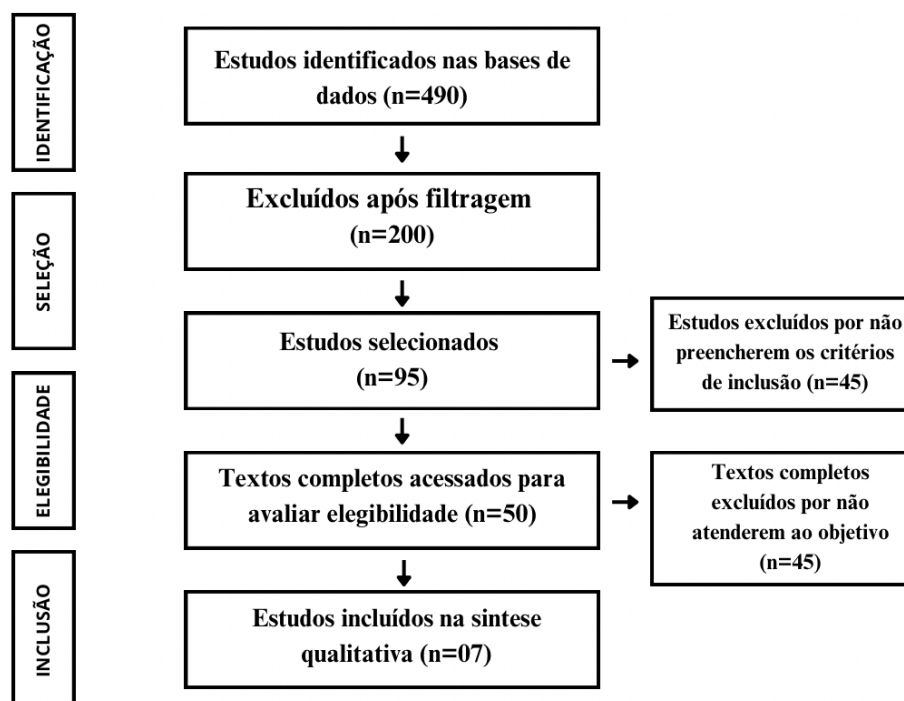 IDENTIFICAÇÃO
Estudos identificados nas bases de
dados (n=490)
SELEÇÃO
Excluídos após filtragem
(n=200)
Estudos selecionados
(n=95)
Estudos excluídos por não
preencherem os critérios
de inclusão (n=45)
ELEGIBILIDADE
Textos completos acessados para
avaliar elegibilidade (n=50)
Textos completos
excluídos por não
atenderem ao objetivo
(n=45)
INCLUSÃO
Estudos incluídos na sintese
qualitativa (n=07)